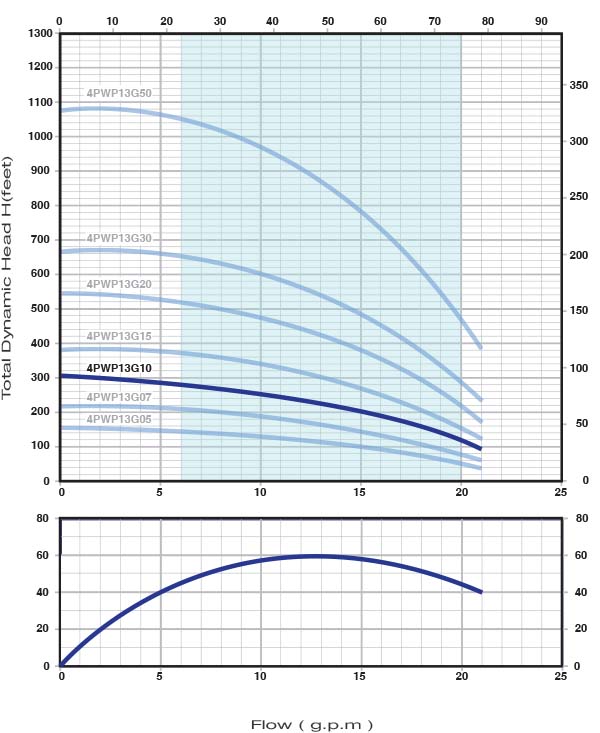 0 10 20 30 40 50 60 70 80 90
1300
1200
1100
1000
900
800
700
600
500
400
300
200
100
0
350
300
250
200
150
100
50
0
4PWP13G50
4PWP13G30
4PWP13G20
4PWP13G15
4PWP13G10
4PWP13G07
4PWP13G05
Total Dynamic Head H(feet)
0 5 10 15 20 25
80 80
60 60
40 40
20 20
0 0
0 5 10 15 20 25
Flow ( g.p.m )